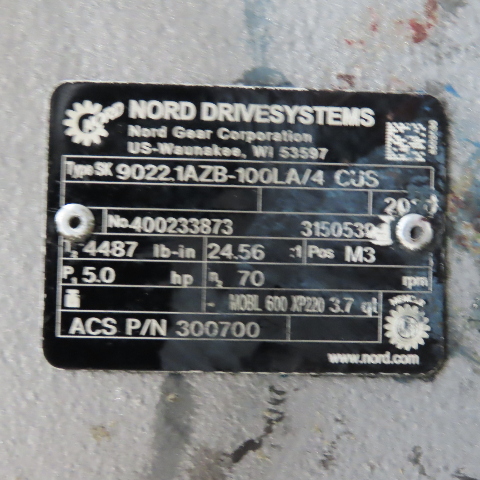 NORD DRIVESYSTEMS
Nord Gear Corporation
US-Waunakee, WI 53597
Type SK 9022.1AZB-100LA/4 CUS
No. 400233873
T₂ 4487 lb-in 24.56 :1 Pos M3
P₁ 5.0 hp n₂ 70 rpm
- MOBL 600 XP220 3.7 qt
ACS P/N 300700
www.nord.com